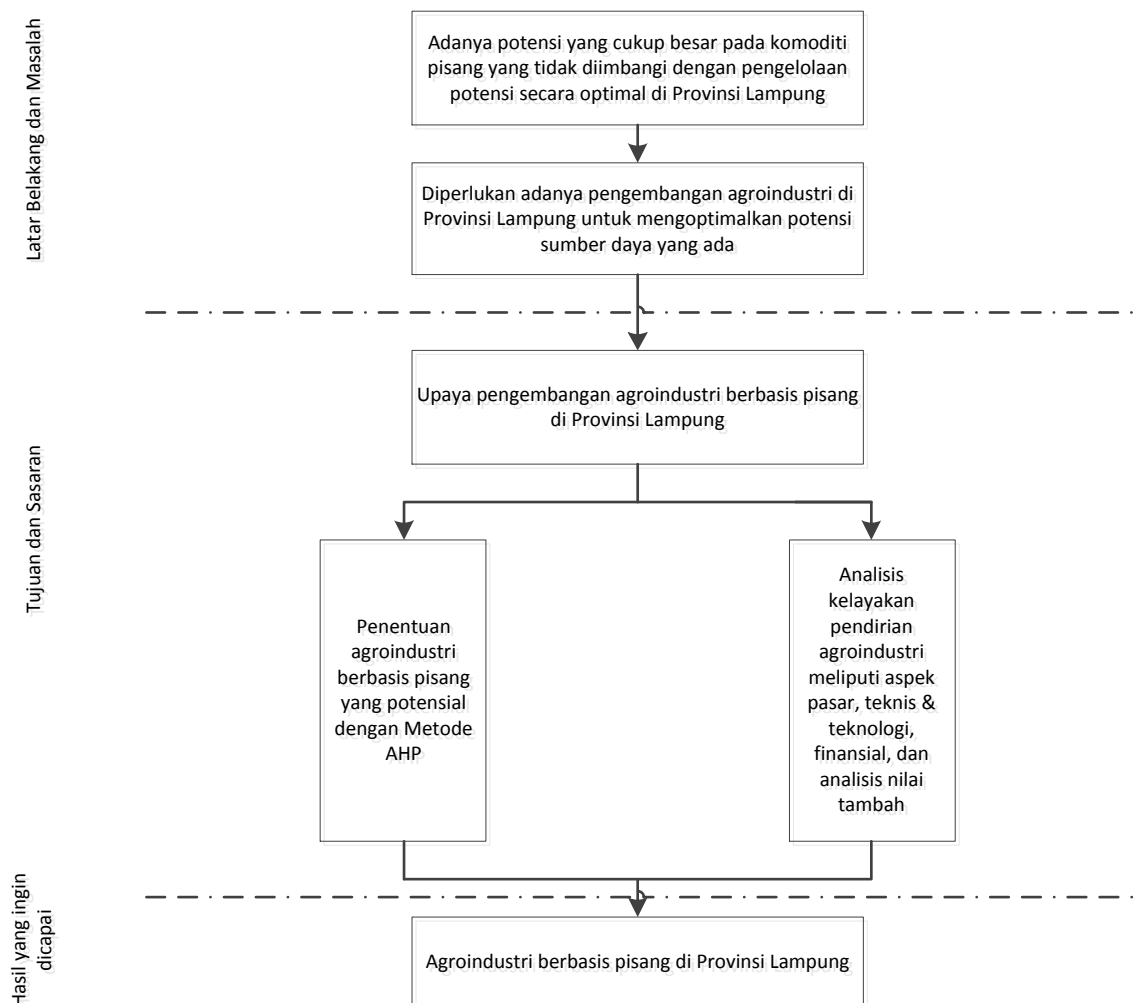 Latar Belakang dan Masalah
Adanya potensi yang cukup besar pada komoditi
pisang yang tidak diimbangi dengan pengelolaan
potensi secara optimal di Provinsi Lampung
Diperlukan adanya pengembangan agroindustri di
Provinsi Lampung untuk mengoptimalkan potensi
sumber daya yang ada
Tujuan dan Sasaran
Upaya pengembangan agroindustri berbasis pisang
di Provinsi Lampung
Penentuan
agroindustri
berbasis pisang
yang potensial
dengan Metode
AHP
Analisis
kelayakan
pendirian
agroindustri
meliputi aspek
pasar, teknis &
teknologi,
finansial, dan
analisis nilai
tambah
Hasil yang ingin
dicapai
Agroindustri berbasis pisang di Provinsi Lampung